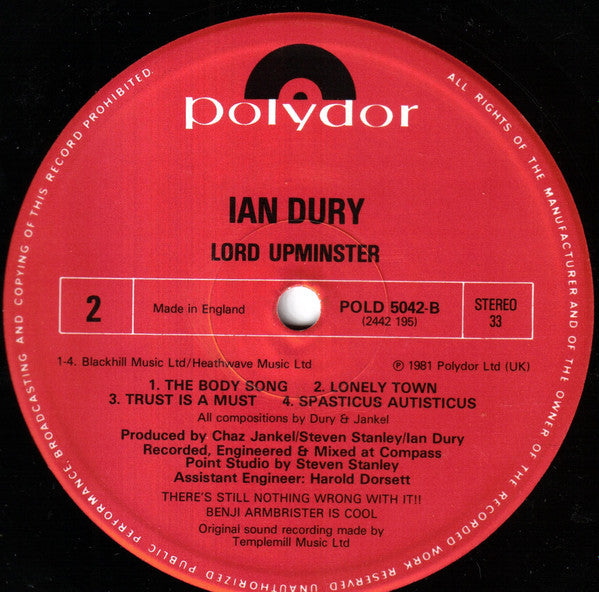 polydor
IAN DURY
LORD UPMINSTER
2
Made in England
POLD 5042-B
(2442 195)
STEREO
33
1-4. Blackhill Music Ltd/Heathwave Music Ltd
℗ 1981 Polydor Ltd (UK)
1. THE BODY SONG 2. LONELY TOWN
3. TRUST IS A MUST 4. SPASTICUS AUTISTICUS
All compositions by Dury & Jankel
Produced by Chaz Jankel/Steven Stanley/Ian Dury
Recorded, Engineered & Mixed at Compass
Point Studio by Steven Stanley
Assistant Engineer: Harold Dorsett
THERE'S STILL NOTHING WRONG WITH IT!!
BENJI ARMBRISTER IS COOL
Original sound recording made by
Templemill Music Ltd
ALL RIGHTS OF THE MANUFACTURER AND OF THE OWNER OF THE RECORDED WORK RESERVED. UNAUTHORIZED PUBLIC PERFORMANCE, BROADCASTING AND COPYING OF THIS RECORD PROHIBITED.